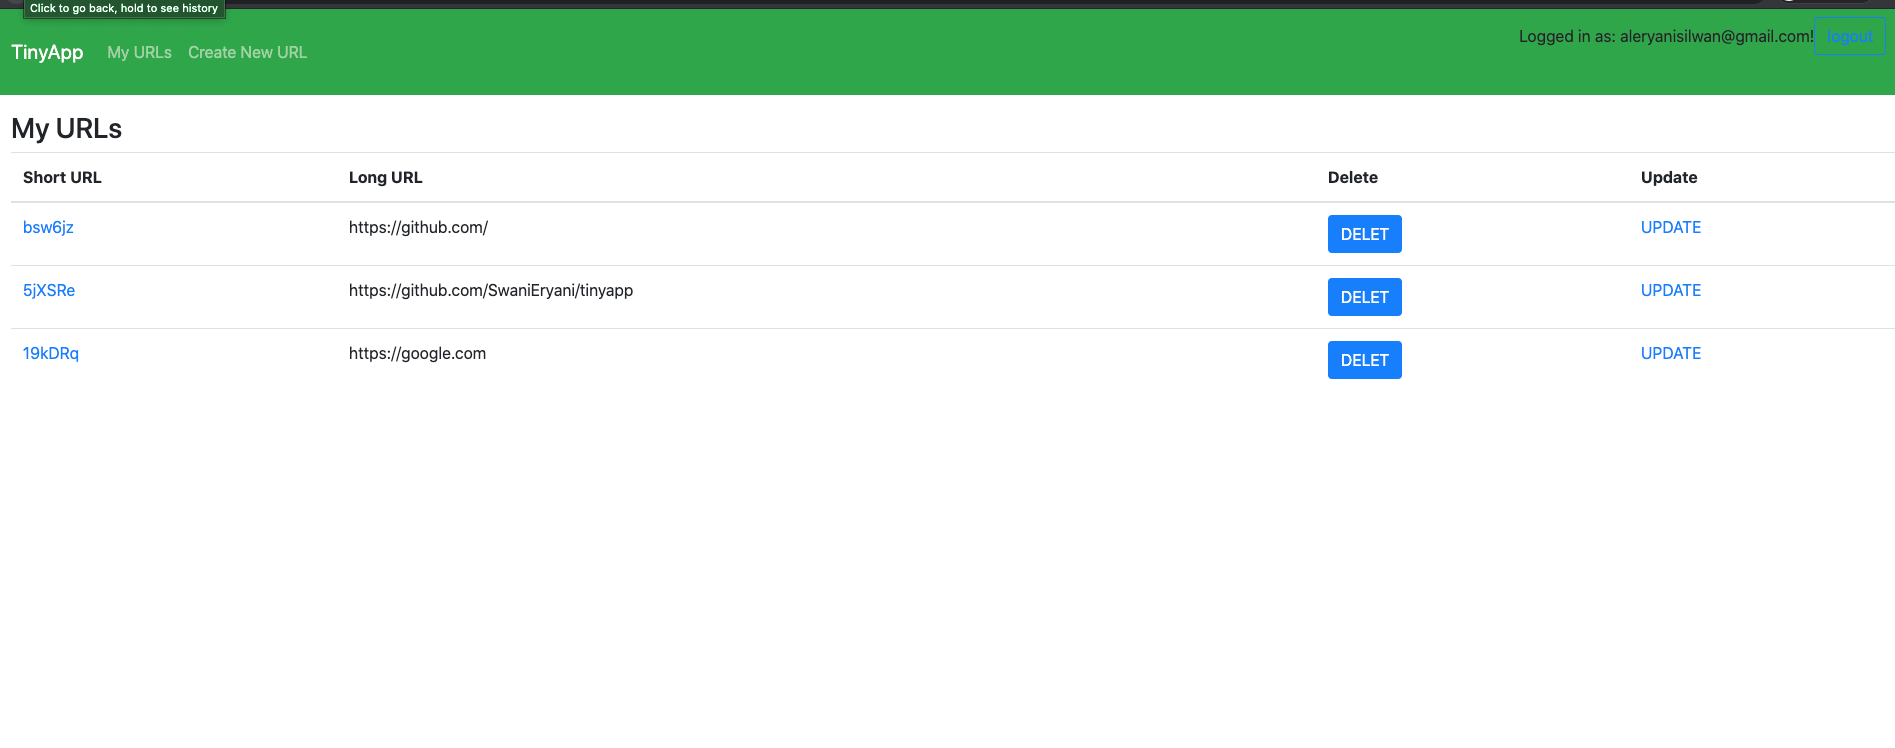 Click to go back, hold to see history
TinyApp My URLs Create New URL Logged in as: aleryanisilwan@gmail.com! logout
My URLs
Short URL Long URL Delete Update
bsw6jz https://github.com/ DELET UPDATE
5jXSRe https://github.com/SwaniEryani/tinyapp DELET UPDATE
19kDRq https://google.com DELET UPDATE